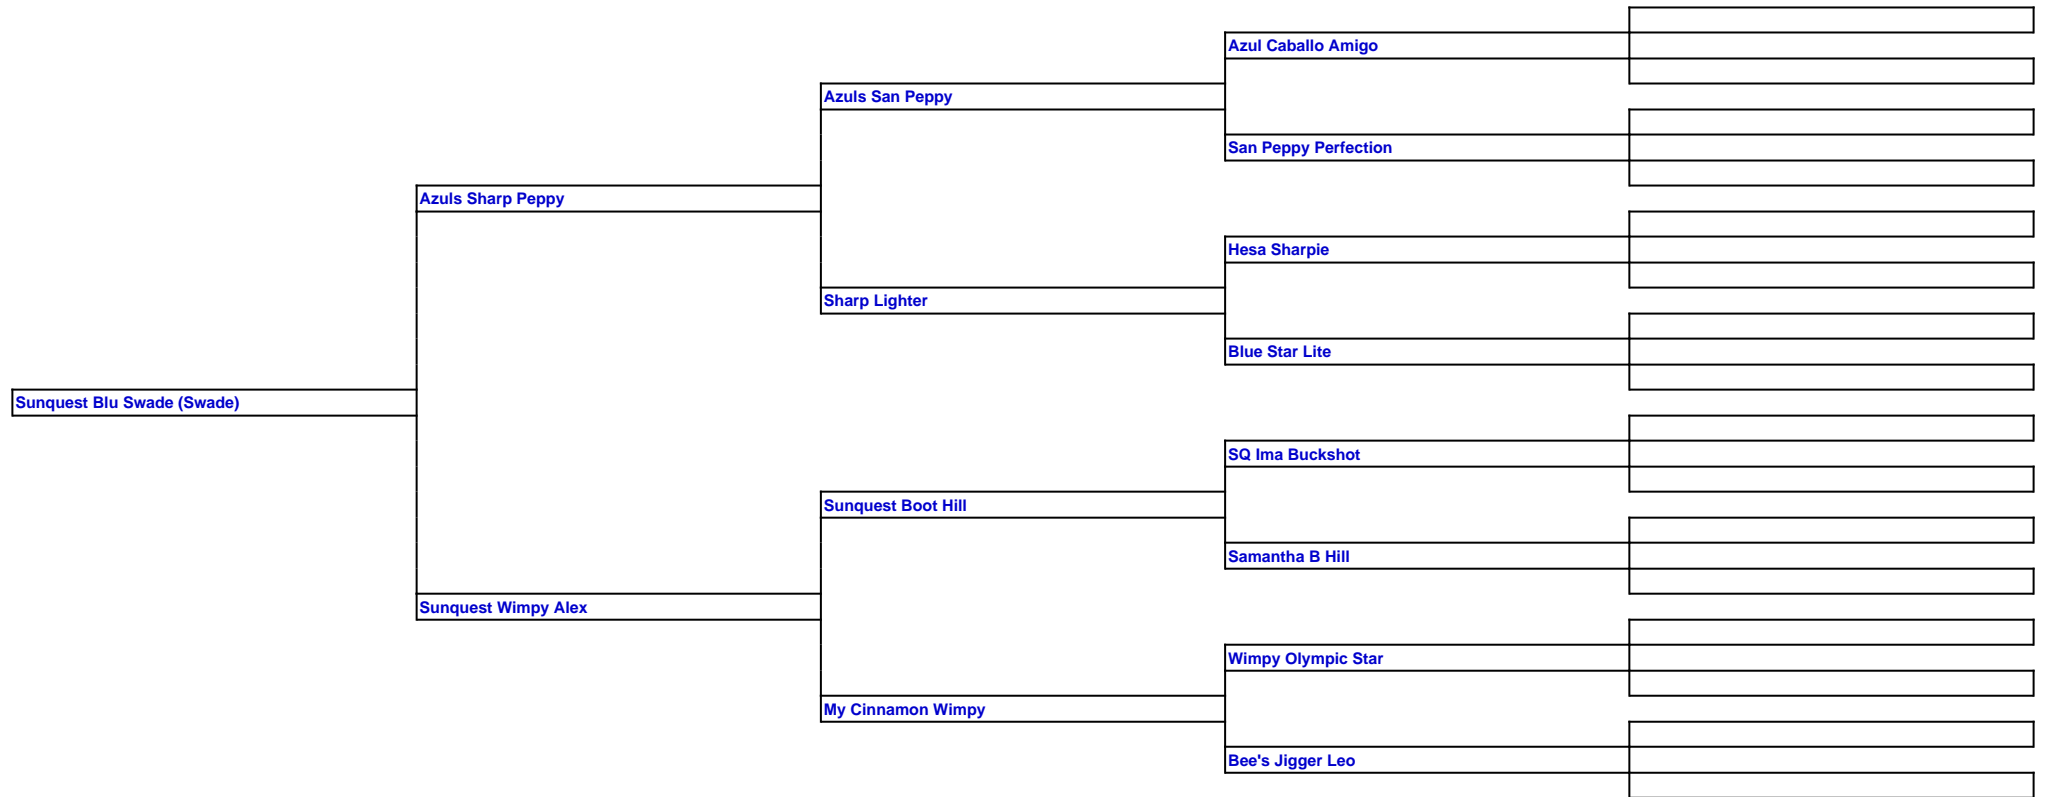 Azul Caballo Amigo
Azuls San Peppy
San Peppy Perfection
Azuls Sharp Peppy
Hesa Sharpie
Sharp Lighter
Blue Star Lite
Sunquest Blu Swade (Swade)
SQ Ima Buckshot
Sunquest Boot Hill
Samantha B Hill
Sunquest Wimpy Alex
Wimpy Olympic Star
My Cinnamon Wimpy
Bee's Jigger Leo